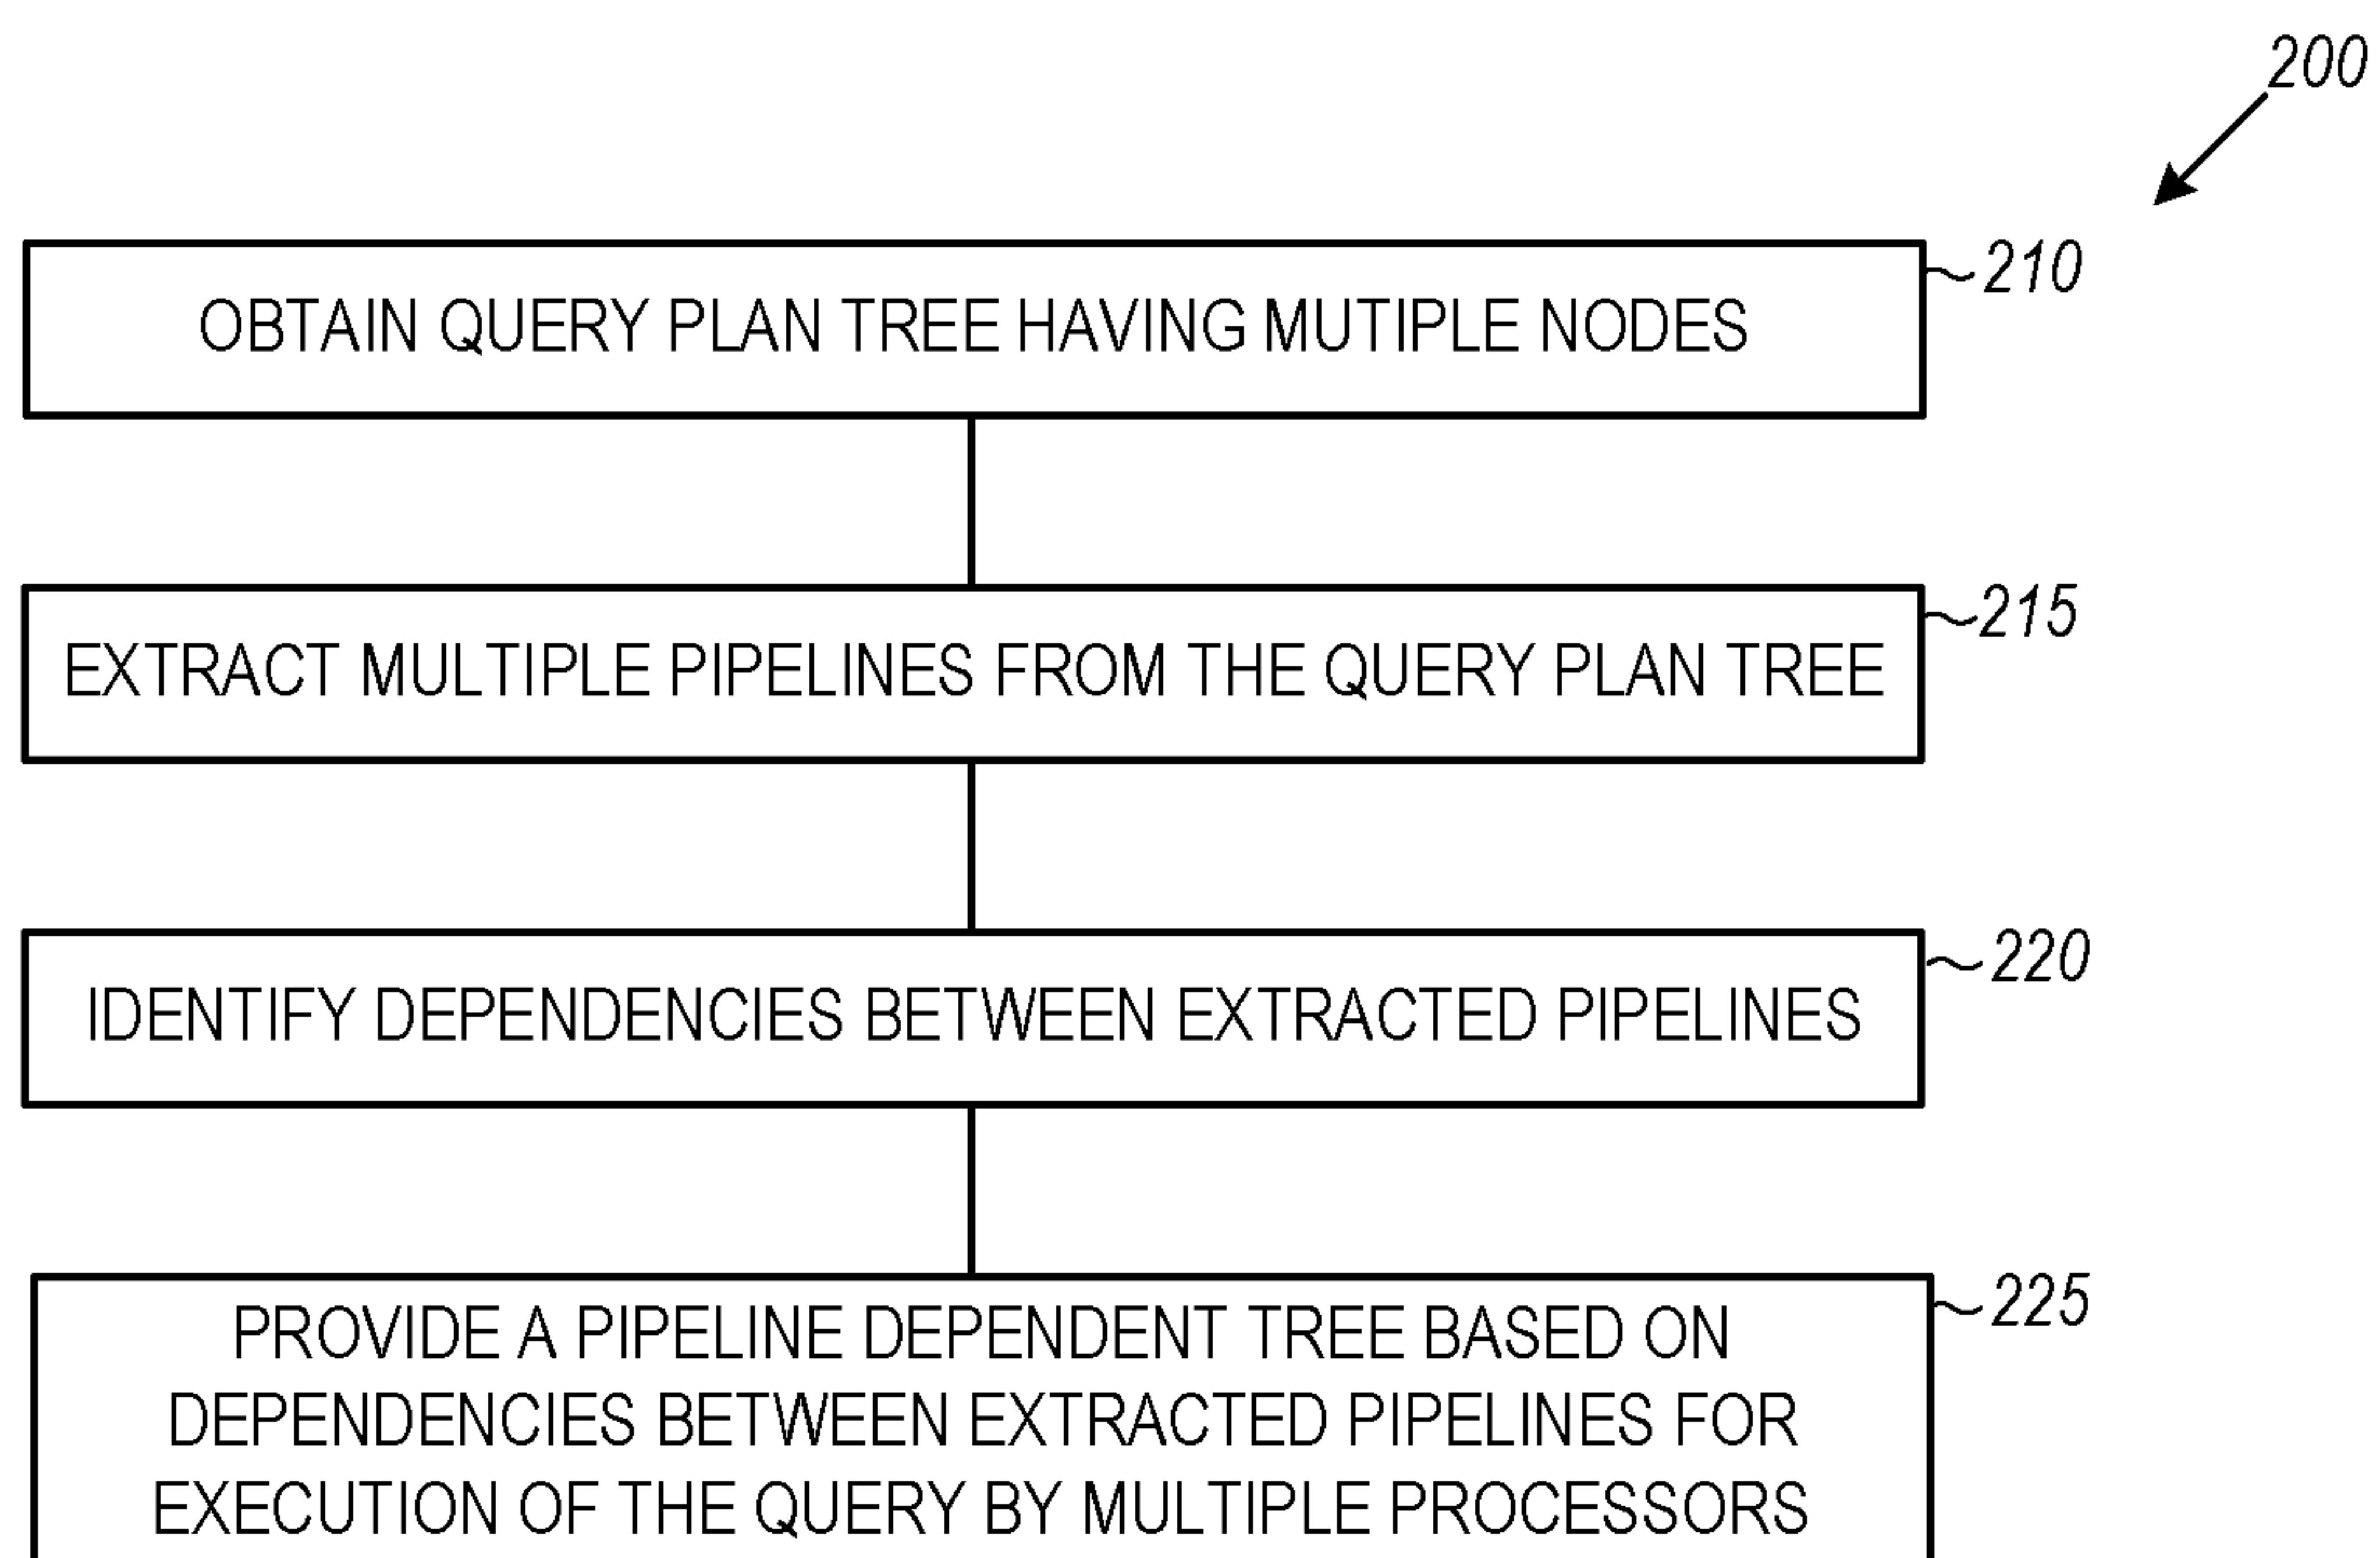 200
210
OBTAIN QUERY PLAN TREE HAVING MUTIPLE NODES
215
EXTRACT MULTIPLE PIPELINES FROM THE QUERY PLAN TREE
220
IDENTIFY DEPENDENCIES BETWEEN EXTRACTED PIPELINES
225
PROVIDE A PIPELINE DEPENDENT TREE BASED ON
DEPENDENCIES BETWEEN EXTRACTED PIPELINES FOR
EXECUTION OF THE QUERY BY MULTIPLE PROCESSORS